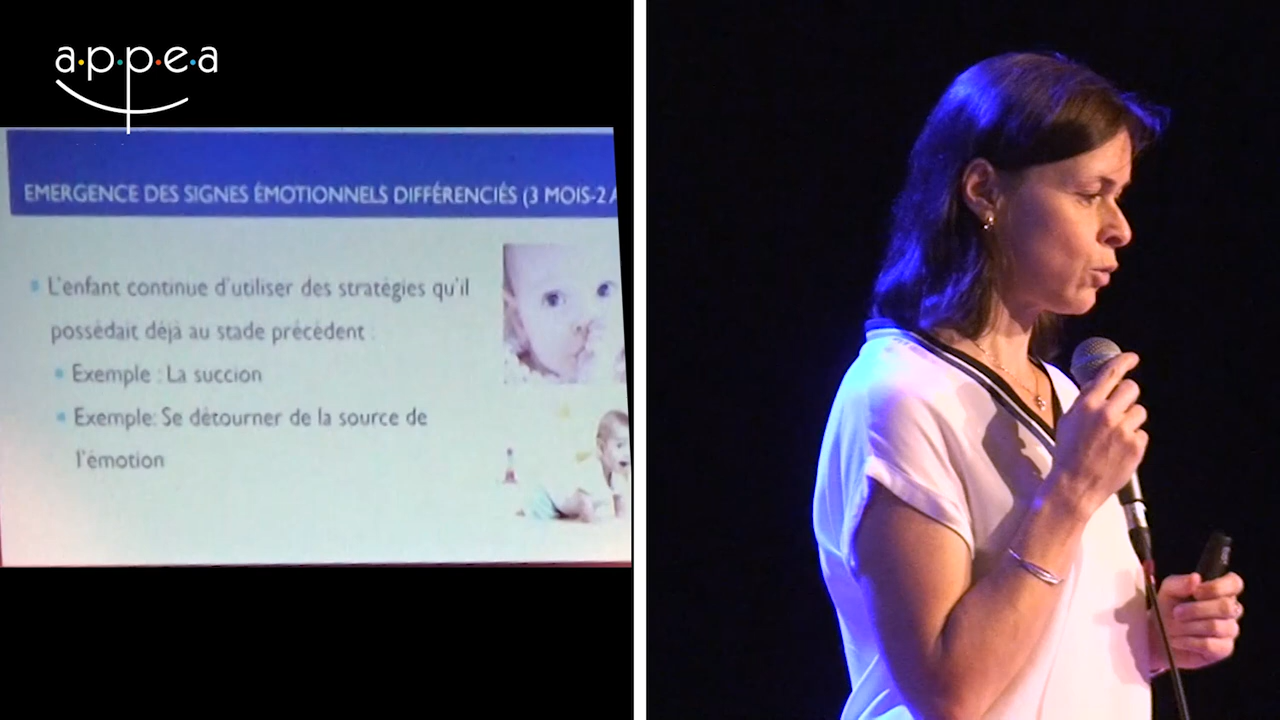 a·p·p·e·a
EMERGENCE DES SIGNES ÉMOTIONNELS DIFFÉRENCIÉS (3 MOIS-2
L'enfant continue d'utiliser des stratégies qu'il
possédait déjà au stade précédent :
Exemple : La succion
Exemple: Se détourner de la source de
l'émotion